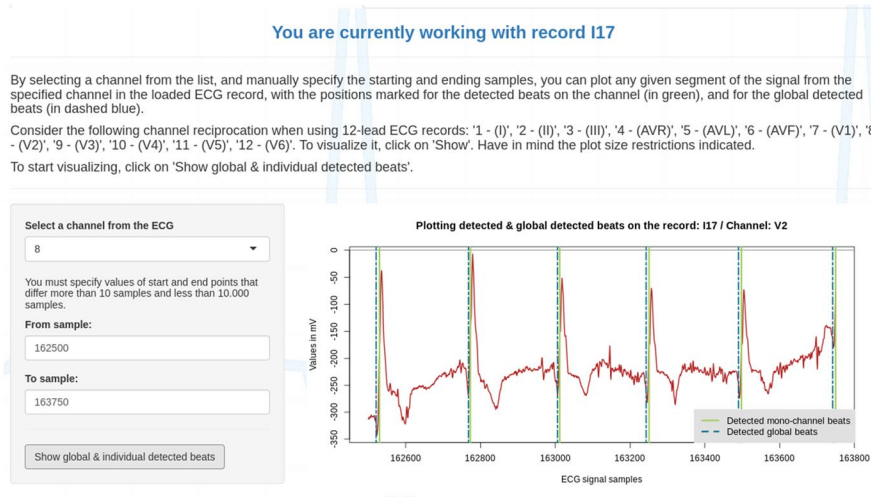 You are currently working with record I17
By selecting a channel from the list, and manually specify the starting and ending samples, you can plot any given segment of the signal from the
specified channel in the loaded ECG record, with the positions marked for the detected beats on the channel (in green), and for the global detected
beats (in dashed blue).
Consider the following channel reciprocation when using 12-lead ECG records: '1 - (I)', '2 - (II)', '3 - (III)', '4 - (AVR)', '5 - (AVL)', '6 - (AVF)', '7 - (V1)', '8
- (V2)', '9 - (V3)', '10 - (V4)', '11 - (V5)', '12 - (V6)'. To visualize it, click on 'Show'. Have in mind the plot size restrictions indicated.
To start visualizing, click on 'Show global & individual detected beats'.
Select a channel from the ECG
8
You must specify values of start and end points that
differ more than 10 samples and less than 10.000
samples.
From sample:
162500
To sample:
163750
Show global & individual detected beats
Plotting detected & global detected beats on the record: I17 / Channel: V2
Values in mV
0
-50
-100
-150
-200
-250
-300
-350
Detected mono-channel beats
Detected global beats
162600 162800 163000 163200 163400 163600 163800
ECG signal samples